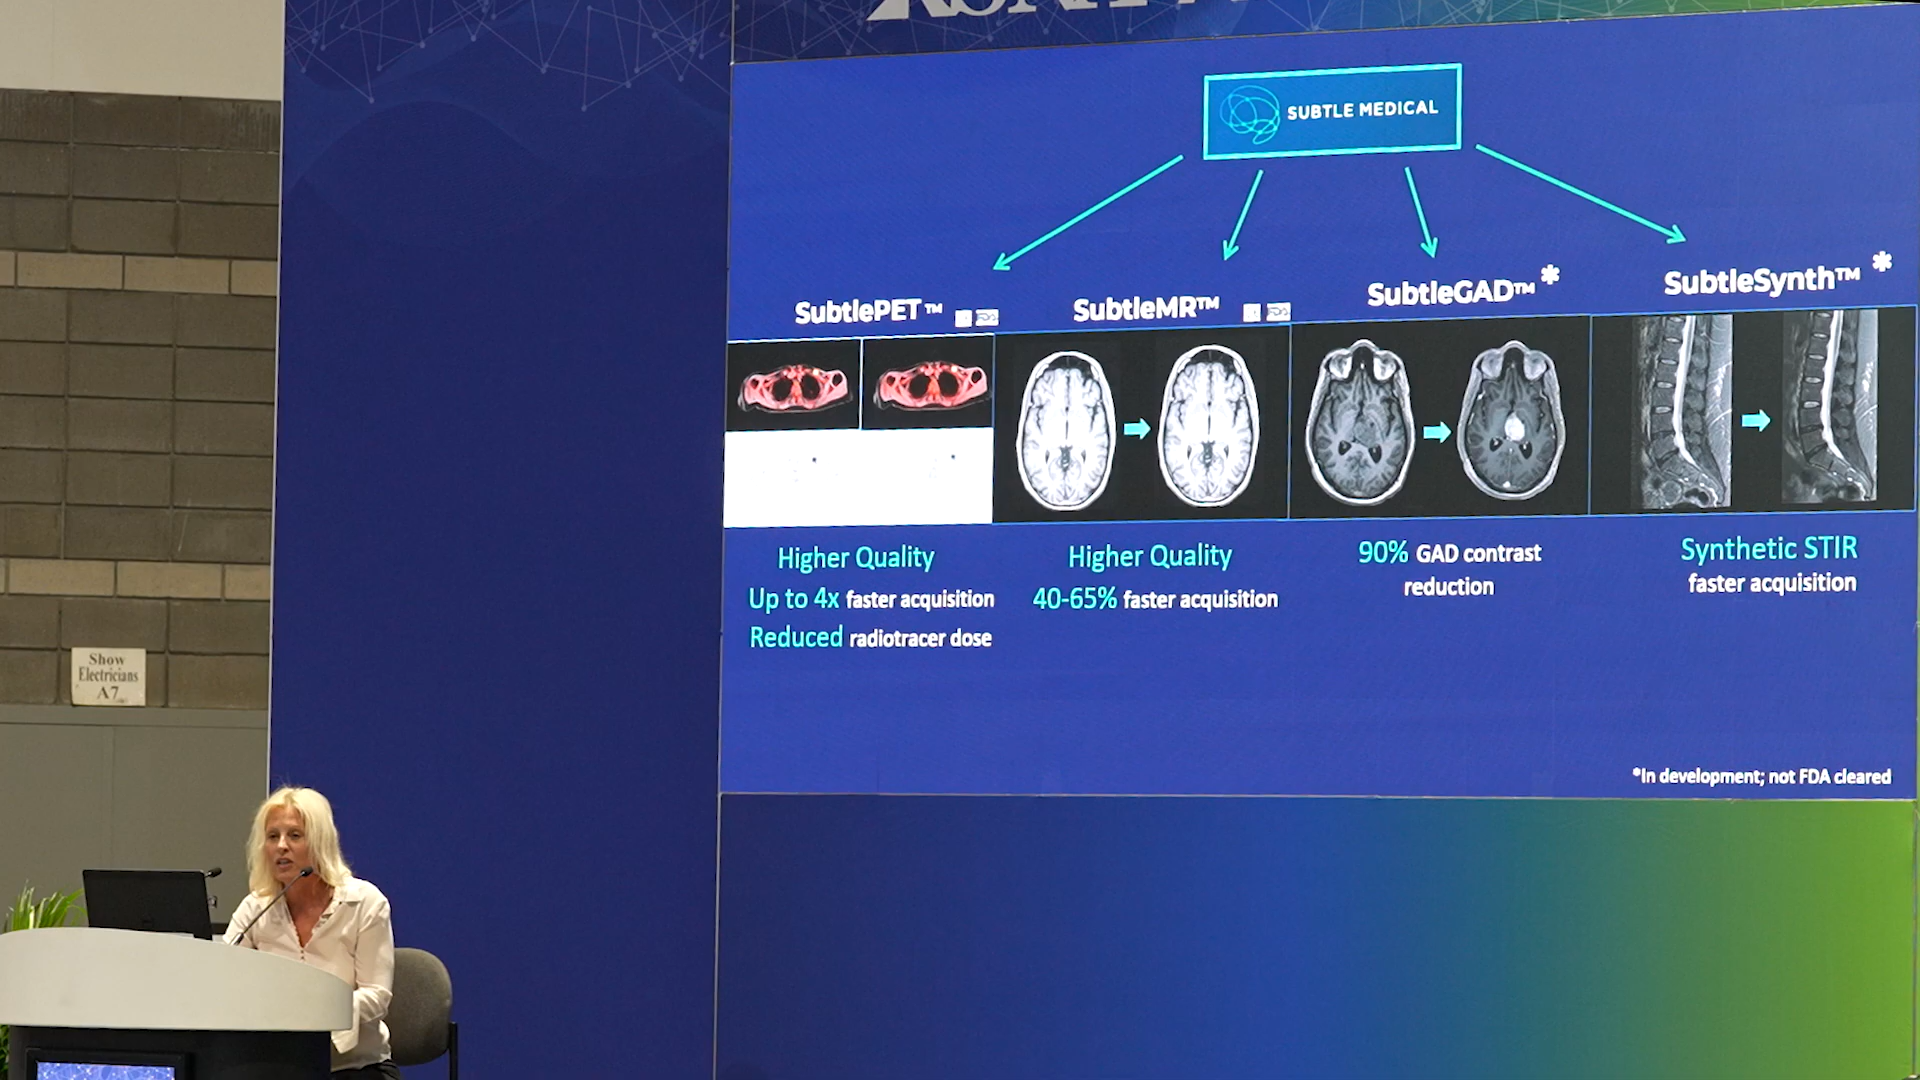 SUBTLE MEDICAL
SubtlePET™ FDA
SubtleMR™ FDA
SubtleGAD™ *
SubtleSynth™ *
Higher Quality
Up to 4x faster acquisition
Reduced radiotracer dose
Higher Quality
40-65% faster acquisition
90% GAD contrast
reduction
Synthetic STIR
faster acquisition
*In development; not FDA cleared
Show
Electricians
A7